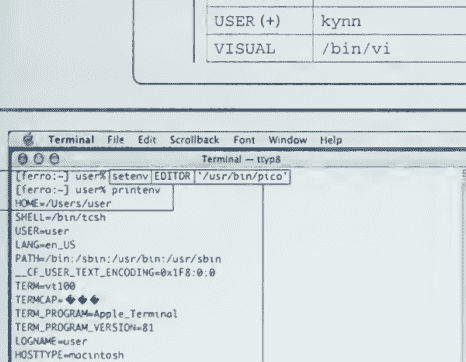 USER (+) kynn
VISUAL /bin/vi
Terminal File Edit Scrollback Font Window Help
Terminal — ttyp8
[ferro:~] user% setenv EDITOR '/usr/bin/pico'
[ferro:~] user% printenv
HOME=/Users/user
SHELL=/bin/tcsh
USER=user
LANG=en_US
PATH=/bin:/sbin:/usr/bin:/usr/sbin
__CF_USER_TEXT_ENCODING=0x1F8:0:0
TERM=vt100
TERMCAP=���
TERM_PROGRAM=Apple_Terminal
TERM_PROGRAM_VERSION=81
LOGNAME=user
HOSTTYPE=macintosh